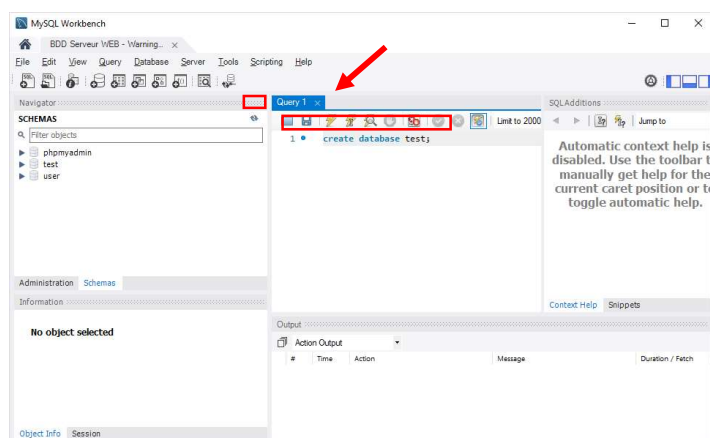 MySQL Workbench
BDD Serveur WEB - Warning...
File Edit View Query Database Server Tools Scripting Help
Navigator
SCHEMAS
Filter objects
phpmyadmin
test
user
Administration Schemas
Information
No object selected
Object Info Session
Query 1
Limit to 2000
1 create database test;
SQLAdditions
Jump to
Automatic context help is
disabled. Use the toolbar t
manually get help for the
current caret position or to
toggle automatic help.
Context Help Snippets
Output
Action Output
# Time Action Message Duration / Fetch